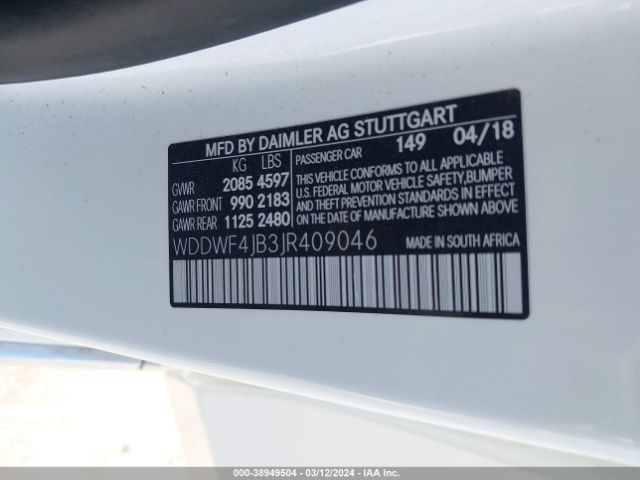 MFD BY DAIMLER AG STUTTGART
KG LBS PASSENGER CAR 149 04/18
GVWR 2085 4597
GAWR FRONT 990 2183
GAWR REAR 1125 2480
THIS VEHICLE CONFORMS TO ALL APPLICABLE
U.S. FEDERAL MOTOR VEHICLE SAFETY, BUMPER
AND THEFT PREVENTION STANDARDS IN EFFECT
ON THE DATE OF MANUFACTURE SHOWN ABOVE.
WDDWF4JB3JR409046 MADE IN SOUTH AFRICA
000-38949504 - 03/12/2024 - IAA Inc.